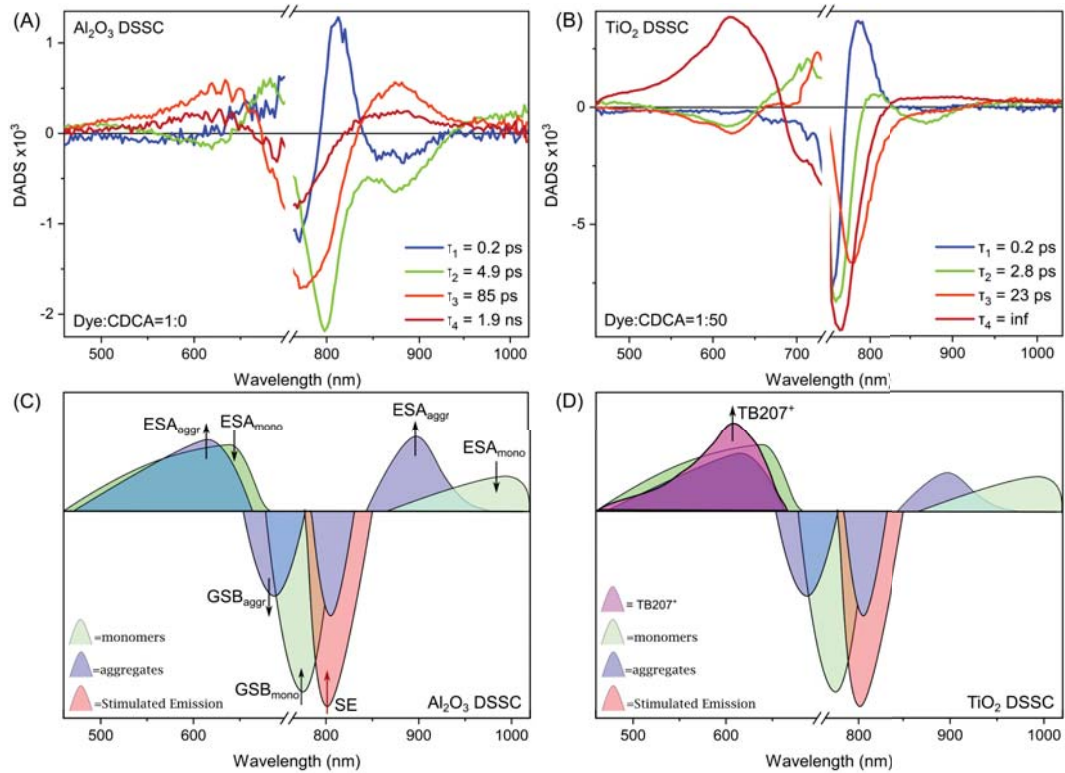 (A)
Al₂O₃ DSSC
DADS x10³
1
0
-1
-2
τ₁ = 0.2 ps
τ₂ = 4.9 ps
τ₃ = 85 ps
τ₄ = 1.9 ns
Dye:CDCA=1:0
500 600 800 900 1000
Wavelength (nm)
(B)
TiO₂ DSSC
DADS x10³
0
-5
τ₁ = 0.2 ps
τ₂ = 2.8 ps
τ₃ = 23 ps
τ₄ = inf
Dye:CDCA=1:50
500 600 700 800 900 1000
Wavelength (nm)
(C)
ESAaggr
ESAmono
ESAaggr
ESAmono
GSBaggr
GSBmono
SE
=monomers
=aggregates
=Stimulated Emission
Al₂O₃ DSSC
500 600 800 900 1000
Wavelength (nm)
(D)
TB207⁺
= TB207⁺
=monomers
=aggregates
=Stimulated Emission
TiO₂ DSSC
500 600 700 800 900 1000
Wavelength (nm)